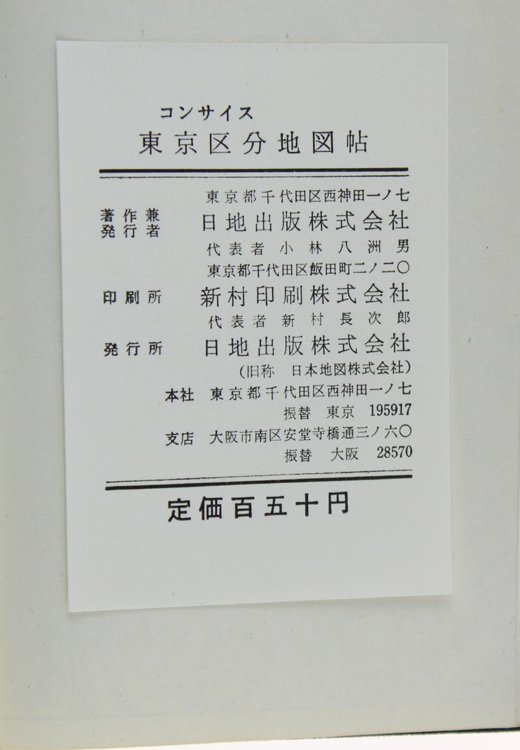 コンサイス
東京区分地図帖
東京都千代田区西神田一ノ七
著作兼
発行者
日地出版株式会社
代表者 小林八洲男
東京都千代田区飯田町二ノ二〇
印刷所 新村印刷株式会社
代表者 新村長次郎
発行所 日地出版株式会社
(旧称 日本地図株式会社)
本社 東京都千代田区西神田一ノ七
振替 東京 195917
支店 大阪市南区安堂寺橋通三ノ六〇
振替 大阪 28570
定価百五十円